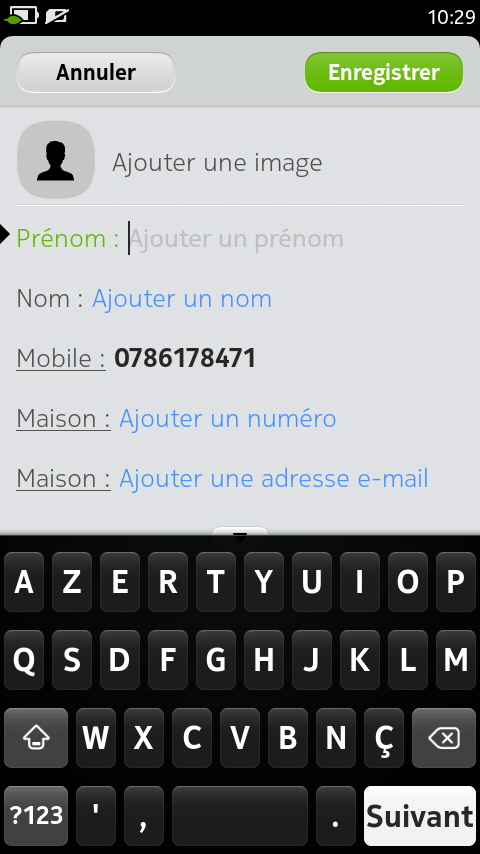 10:29
Annuler Enregistrer
Ajouter une image
Prénom : Ajouter un prénom
Nom : Ajouter un nom
Mobile : 0786178471
Maison : Ajouter un numéro
Maison : Ajouter une adresse e-mail
A Z E R T Y U I O P
Q S D F G H J K L M
W X C V B N Ç
?123 ' , . Suivant